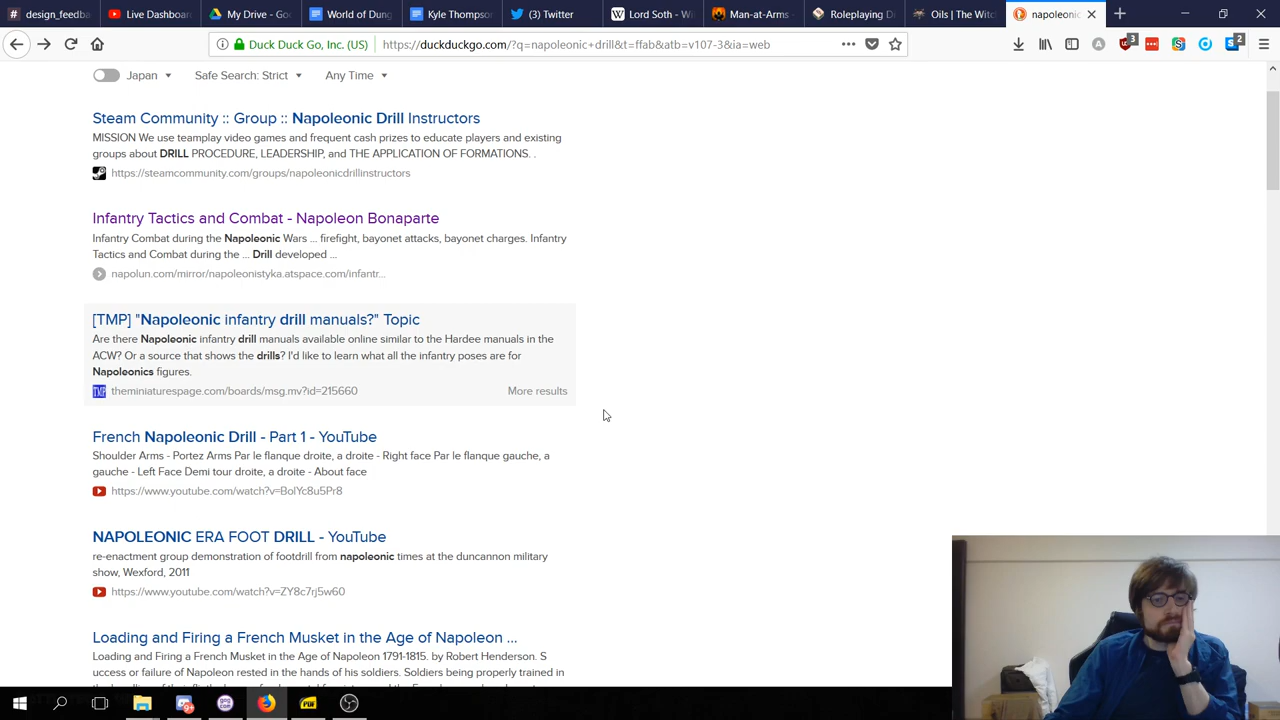 design_feedba
Live Dashboard
My Drive - Goo
World of Dung
Kyle Thompson
(3) Twitter
Lord Soth - Wi
Man-at-Arms -
Roleplaying D
Oils | The Witch
napoleonic
Duck Duck Go, Inc. (US)
https://duckduckgo.com/?q=napoleonic+drill&t=ffab&atb=v107-3&ia=web
3
2
Japan
Safe Search: Strict
Any Time
Steam Community :: Group :: Napoleonic Drill Instructors
MISSION We use teamplay video games and frequent cash prizes to educate players and existing
groups about DRILL PROCEDURE, LEADERSHIP, and THE APPLICATION OF FORMATIONS. .
https://steamcommunity.com/groups/napoleonicdrillinstructors
Infantry Tactics and Combat - Napoleon Bonaparte
Infantry Combat during the Napoleonic Wars ... firefight, bayonet attacks, bayonet charges. Infantry
Tactics and Combat during the ... Drill developed ...
napolun.com/mirror/napoleonistyka.atspace.com/infantr...
[TMP] "Napoleonic infantry drill manuals?" Topic
Are there Napoleonic infantry drill manuals available online similar to the Hardee manuals in the
ACW? Or a source that shows the drills? I'd like to learn what all the infantry poses are for
Napoleonics figures.
TMP
theminiaturespage.com/boards/msg.mv?id=215660
More results
French Napoleonic Drill - Part 1 - YouTube
Shoulder Arms - Portez Arms Par le flanque droite, a droite - Right face Par le flanque gauche, a
gauche - Left Face Demi tour droite, a droite - About face
https://www.youtube.com/watch?v=BolYc8u5Pr8
NAPOLEONIC ERA FOOT DRILL - YouTube
re-enactment group demonstration of footdrill from napoleonic times at the duncannon military
show, Wexford, 2011
https://www.youtube.com/watch?v=ZY8c7rj5w60
Loading and Firing a French Musket in the Age of Napoleon ...
Loading and Firing a French Musket in the Age of Napoleon 1791-1815. by Robert Henderson. S
uccess or failure of Napoleon rested in the hands of his soldiers. Soldiers being properly trained in